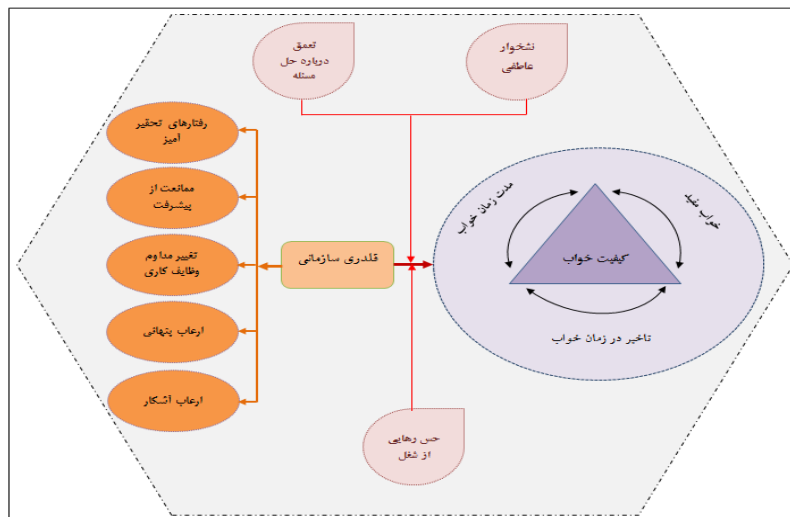 نشخوار
عاطفی
تعمق
درباره حل
مسئله
رفتارهای تحقیر
آمیز
ممانعت از
پیشرفت
تغییر مداوم
وظایف کاری
ارعاب پنهانی
ارعاب آشکار
قلدری سازمانی
خواب مفید
مدت زمان خواب
کیفیت خواب
تاخیر در زمان خواب
حس رهایی
از شغل